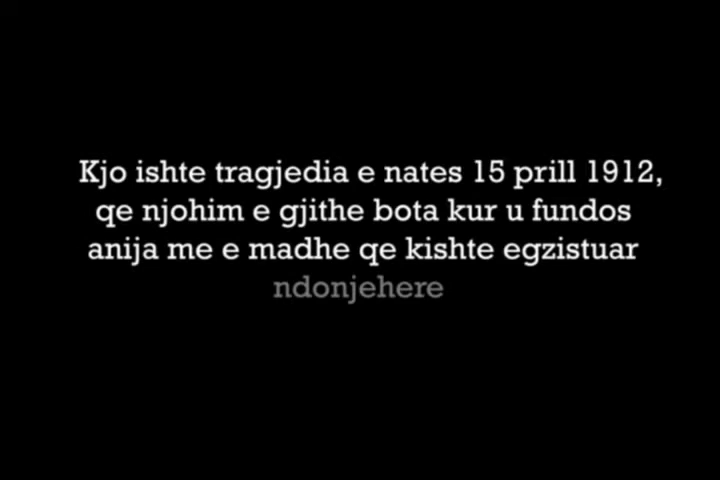 Kjo ishte tragjedia e nates 15 prill 1912,
qe njohim e gjithe bota kur u fundos
anija me e madhe qe kishte egzistuar
ndonjehere